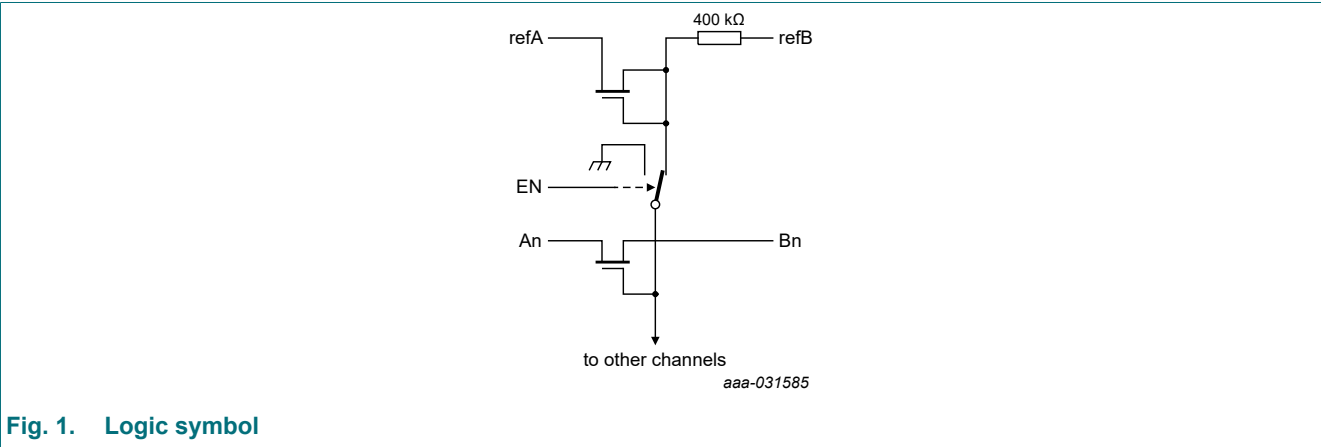 400 kΩ
refA
refB
EN
An
Bn
to other channels
aaa-031585
Fig. 1. Logic symbol